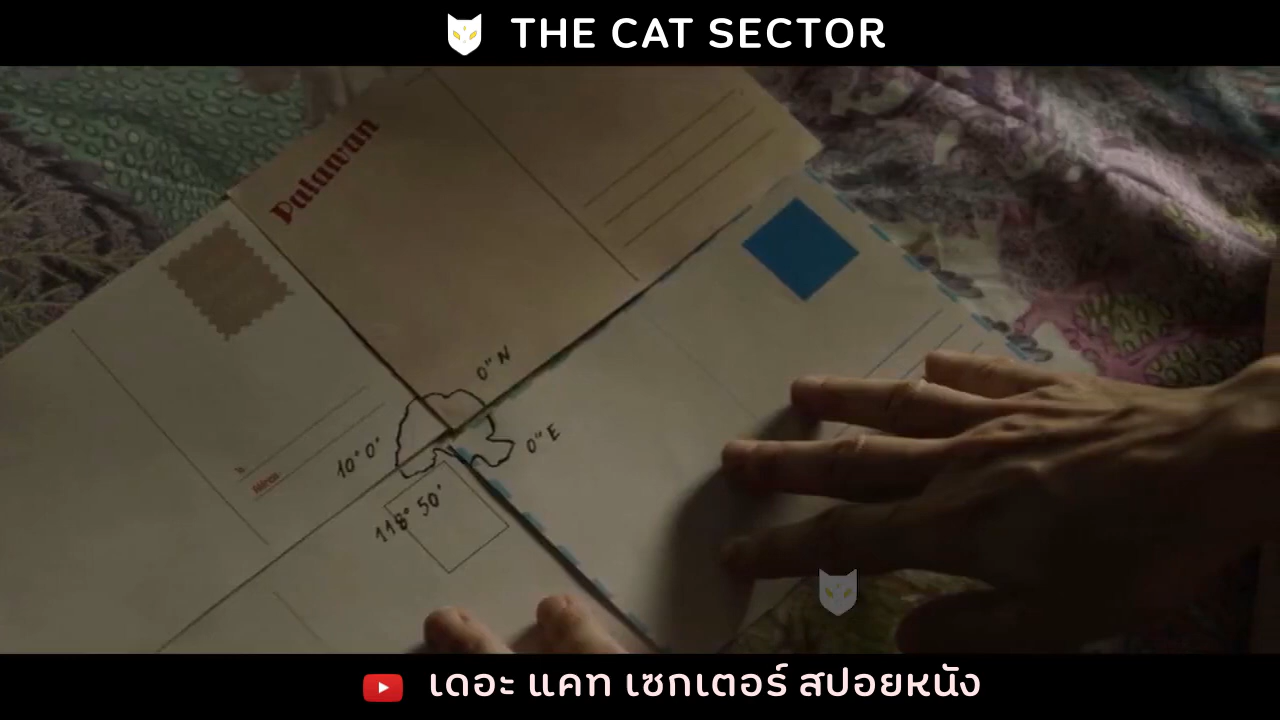 THE CAT SECTOR
Palawan
0" N
10° 0'
0" E
118° 50'
เดอะ แคท เซกเตอร์ สปอยหนัง